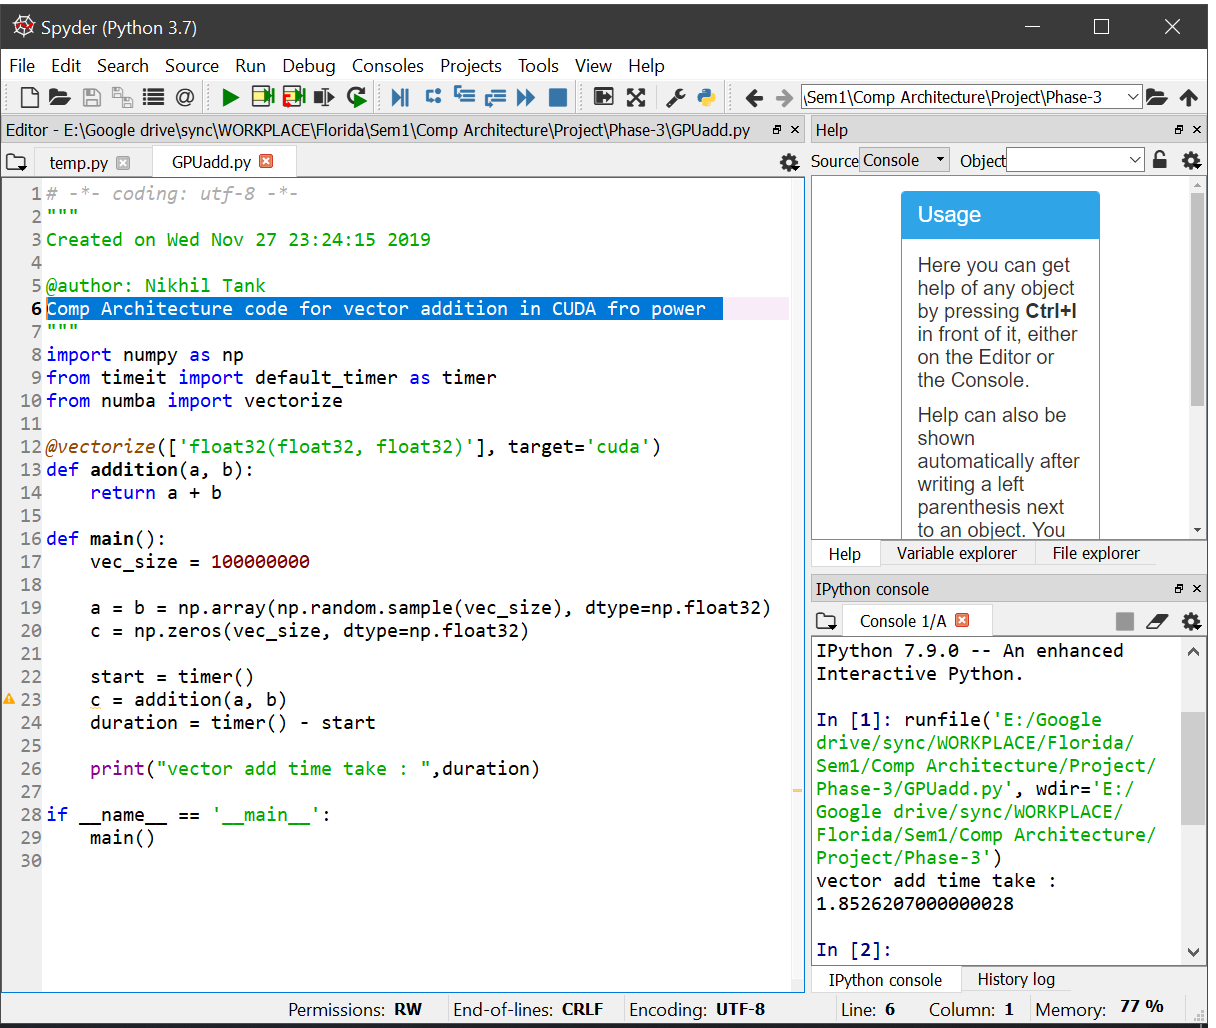 Spyder (Python 3.7)
File Edit Search Source Run Debug Consoles Projects Tools View Help
\Sem1\Comp Architecture\Project\Phase-3
Editor - E:\Google drive\sync\WORKPLACE\Florida\Sem1\Comp Architecture\Project\Phase-3\GPUadd.py
temp.py GPUadd.py
1 # -*- coding: utf-8 -*-
2 """
3 Created on Wed Nov 27 23:24:15 2019
4
5 @author: Nikhil Tank
6 Comp Architecture code for vector addition in CUDA fro power
7 """
8 import numpy as np
9 from timeit import default_timer as timer
10 from numba import vectorize
11
12 @vectorize(['float32(float32, float32)'], target='cuda')
13 def addition(a, b):
14     return a + b
15
16 def main():
17     vec_size = 100000000
18
19     a = b = np.array(np.random.sample(vec_size), dtype=np.float32)
20     c = np.zeros(vec_size, dtype=np.float32)
21
22     start = timer()
23     c = addition(a, b)
24     duration = timer() - start
25
26     print("vector add time take : ",duration)
27
28 if __name__ == '__main__':
29     main()
30
Help
Source Console Object
Usage
Here you can get
help of any object
by pressing Ctrl+I
in front of it, either
on the Editor or
the Console.
Help can also be
shown
automatically after
writing a left
parenthesis next
to an object. You
Help Variable explorer File explorer
IPython console
Console 1/A
IPython 7.9.0 -- An enhanced
Interactive Python.
In [1]: runfile('E:/Google
drive/sync/WORKPLACE/Florida/
Sem1/Comp Architecture/Project/
Phase-3/GPUadd.py', wdir='E:/
Google drive/sync/WORKPLACE/
Florida/Sem1/Comp Architecture/
Project/Phase-3')
vector add time take :
1.8526207000000028
In [2]:
IPython console History log
Permissions: RW End-of-lines: CRLF Encoding: UTF-8 Line: 6 Column: 1 Memory: 77 %